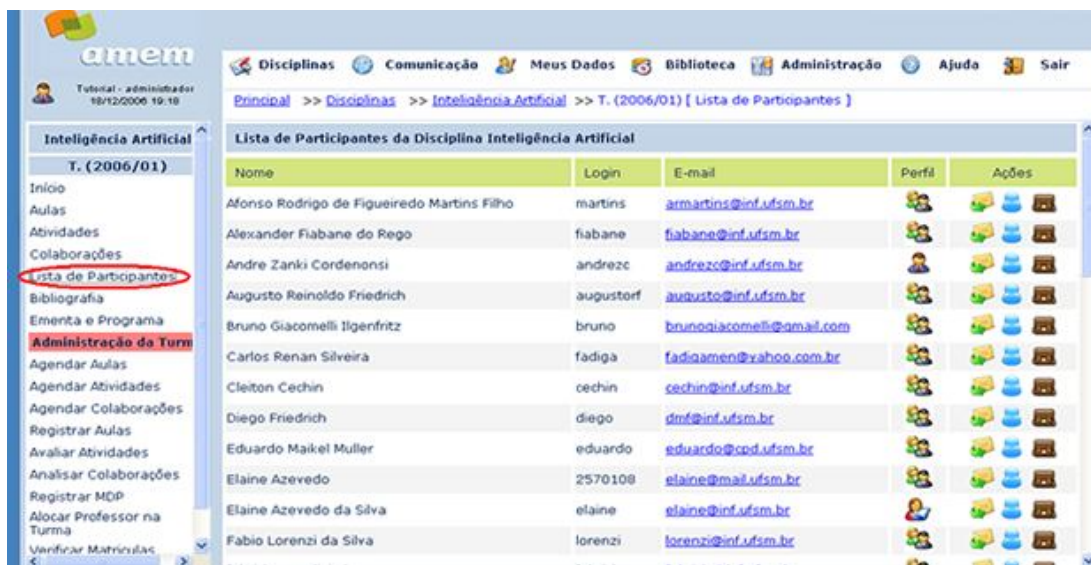 amem
Disciplinas Comunicação Meus Dados Biblioteca Administração Ajuda Sair
Tutorial - administrador
18/12/2006 19:18
Principal >> Disciplinas >> Inteligência Artificial >> T. (2006/01) [ Lista de Participantes ]
Inteligência Artificial
T. (2006/01)
Início
Aulas
Atividades
Colaborações
Lista de Participantes
Bibliografia
Ementa e Programa
Administração da Turm
Agendar Aulas
Agendar Atividades
Agendar Colaborações
Registrar Aulas
Avaliar Atividades
Analisar Colaborações
Registrar MDP
Alocar Professor na
Turma
Verificar Matriculas
Lista de Participantes da Disciplina Inteligência Artificial
Nome Login E-mail Perfil Ações
Afonso Rodrigo de Figueiredo Martins Filho martins armartins@inf.ufsm.br
Alexander Fiabane do Rego fiabane fiabane@inf.ufsm.br
Andre Zanki Cordenonsi andrezc andrezc@inf.ufsm.br
Augusto Reinoldo Friedrich augustorf augusto@inf.ufsm.br
Bruno Giacomelli Ilgenfritz bruno brunogiacomelli@gmail.com
Carlos Renan Silveira fadiga fadigamen@yahoo.com.br
Cleiton Cechin cechin cechin@inf.ufsm.br
Diego Friedrich diego dmf@inf.ufsm.br
Eduardo Maikel Muller eduardo eduardo@cpd.ufsm.br
Elaine Azevedo 2570108 elaine@mail.ufsm.br
Elaine Azevedo da Silva elaine elaine@inf.ufsm.br
Fabio Lorenzi da Silva lorenzi lorenzi@inf.ufsm.br